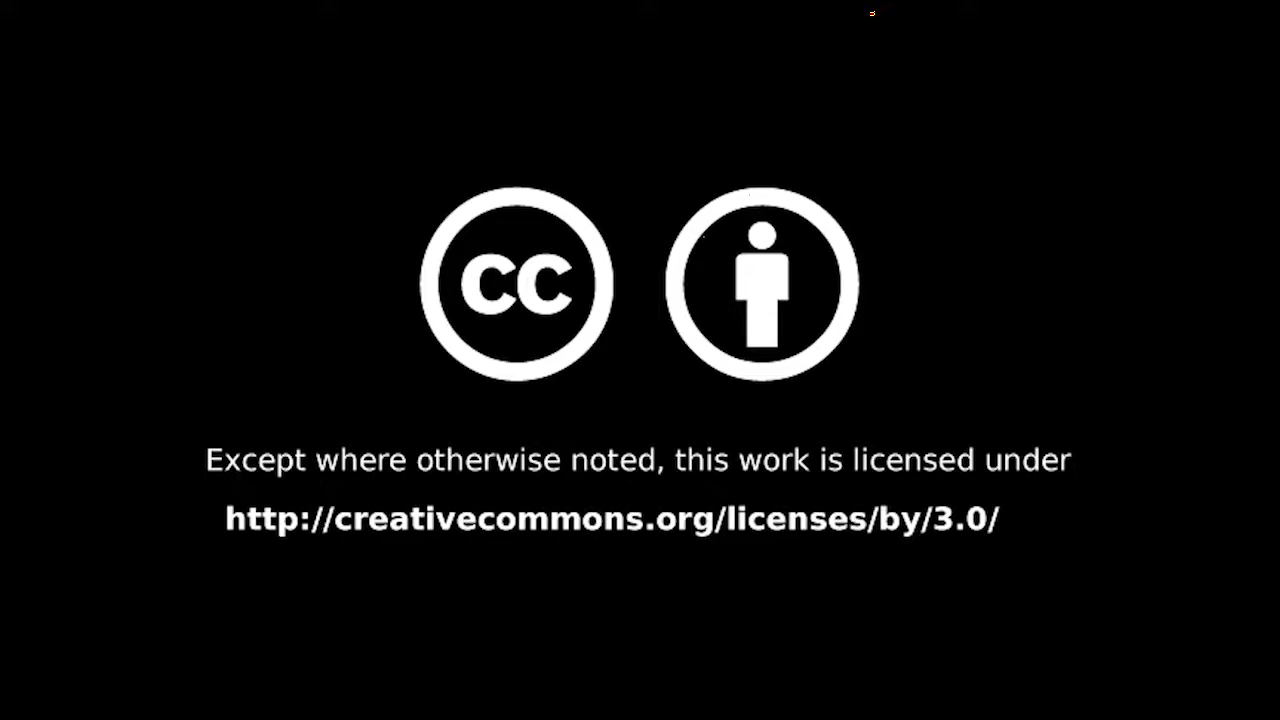 cc
Except where otherwise noted, this work is licensed under
http://creativecommons.org/licenses/by/3.0/